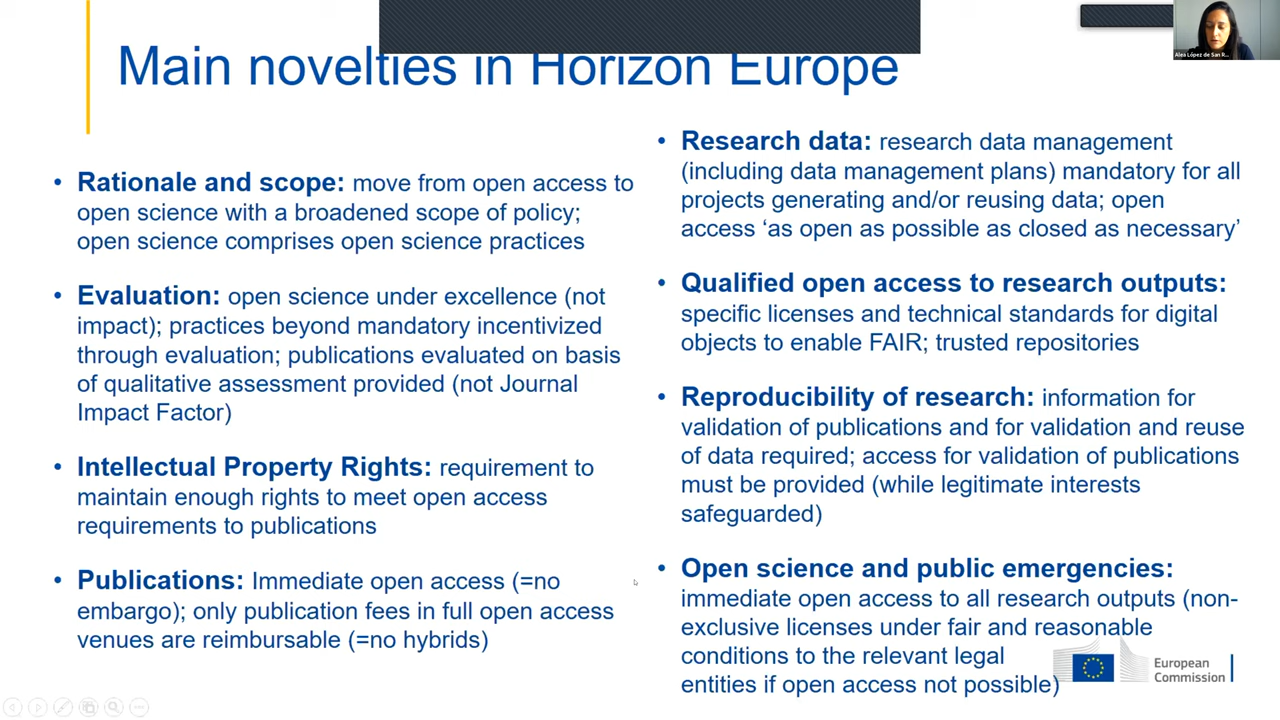 Main novelties in Horizon Europe
Alea López de San R...
• Rationale and scope: move from open access to
open science with a broadened scope of policy;
open science comprises open science practices
• Evaluation: open science under excellence (not
impact); practices beyond mandatory incentivized
through evaluation; publications evaluated on basis
of qualitative assessment provided (not Journal
Impact Factor)
• Intellectual Property Rights: requirement to
maintain enough rights to meet open access
requirements to publications
• Publications: Immediate open access (=no
embargo); only publication fees in full open access
venues are reimbursable (=no hybrids)
• Research data: research data management
(including data management plans) mandatory for all
projects generating and/or reusing data; open
access ‘as open as possible as closed as necessary’
• Qualified open access to research outputs:
specific licenses and technical standards for digital
objects to enable FAIR; trusted repositories
• Reproducibility of research: information for
validation of publications and for validation and reuse
of data required; access for validation of publications
must be provided (while legitimate interests
safeguarded)
• Open science and public emergencies:
immediate open access to all research outputs (non-
exclusive licenses under fair and reasonable
conditions to the relevant legal
entities if open access not possible)
European
Commission